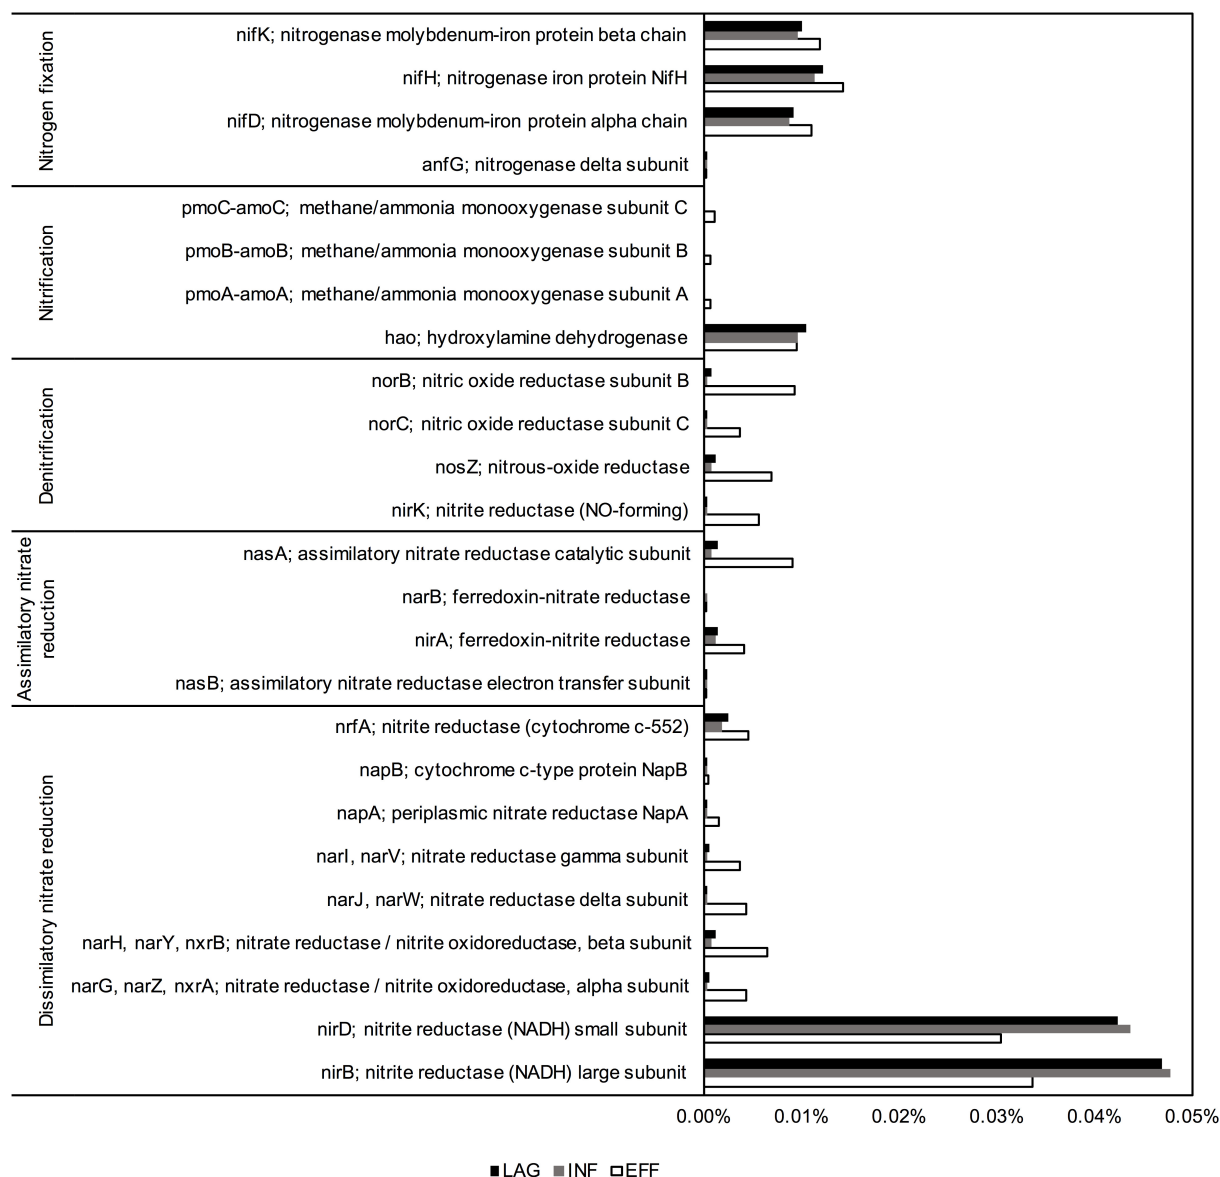 Nitrogen fixation
nifK; nitrogenase molybdenum-iron protein beta chain
nifH; nitrogenase iron protein NifH
nifD; nitrogenase molybdenum-iron protein alpha chain
anfG; nitrogenase delta subunit
Nitrification
pmoC-amoC; methane/ammonia monooxygenase subunit C
pmoB-amoB; methane/ammonia monooxygenase subunit B
pmoA-amoA; methane/ammonia monooxygenase subunit A
hao; hydroxylamine dehydrogenase
Denitrification
norB; nitric oxide reductase subunit B
norC; nitric oxide reductase subunit C
nosZ; nitrous-oxide reductase
nirK; nitrite reductase (NO-forming)
Assimilatory nitrate
reduction
nasA; assimilatory nitrate reductase catalytic subunit
narB; ferredoxin-nitrate reductase
nirA; ferredoxin-nitrite reductase
nasB; assimilatory nitrate reductase electron transfer subunit
Dissimilatory nitrate reduction
nrfA; nitrite reductase (cytochrome c-552)
napB; cytochrome c-type protein NapB
napA; periplasmic nitrate reductase NapA
narI, narV; nitrate reductase gamma subunit
narJ, narW; nitrate reductase delta subunit
narH, narY, nxrB; nitrate reductase / nitrite oxidoreductase, beta subunit
narG, narZ, nxrA; nitrate reductase / nitrite oxidoreductase, alpha subunit
nirD; nitrite reductase (NADH) small subunit
nirB; nitrite reductase (NADH) large subunit
0.00% 0.01% 0.02% 0.03% 0.04% 0.05%
LAG INF EFF